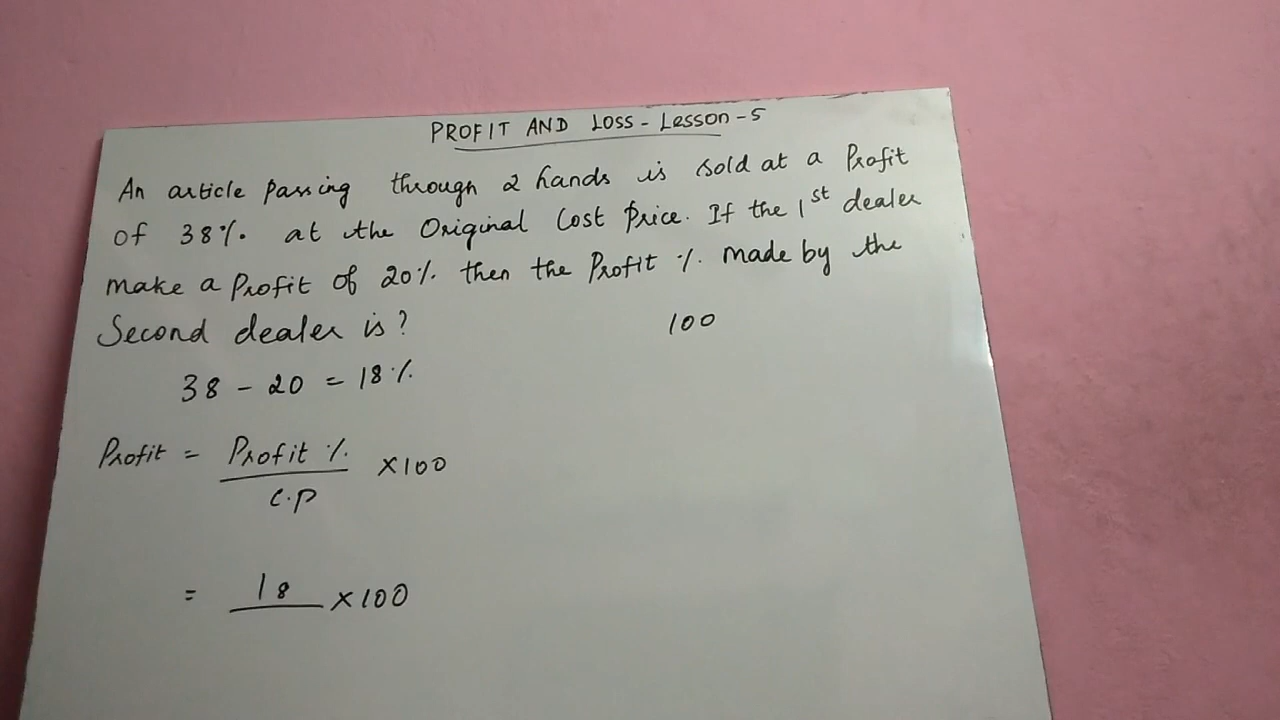 PROFIT AND LOSS - Lesson - 5
An article passing through 2 hands is sold at a Profit
of 38%. at the Original Cost Price. If the 1st dealer
make a Profit of 20%. then the Profit %. made by the
Second dealer is?
100
38 - 20 = 18%.
Profit = Profit %. / C.P × 100
= 18 / × 100